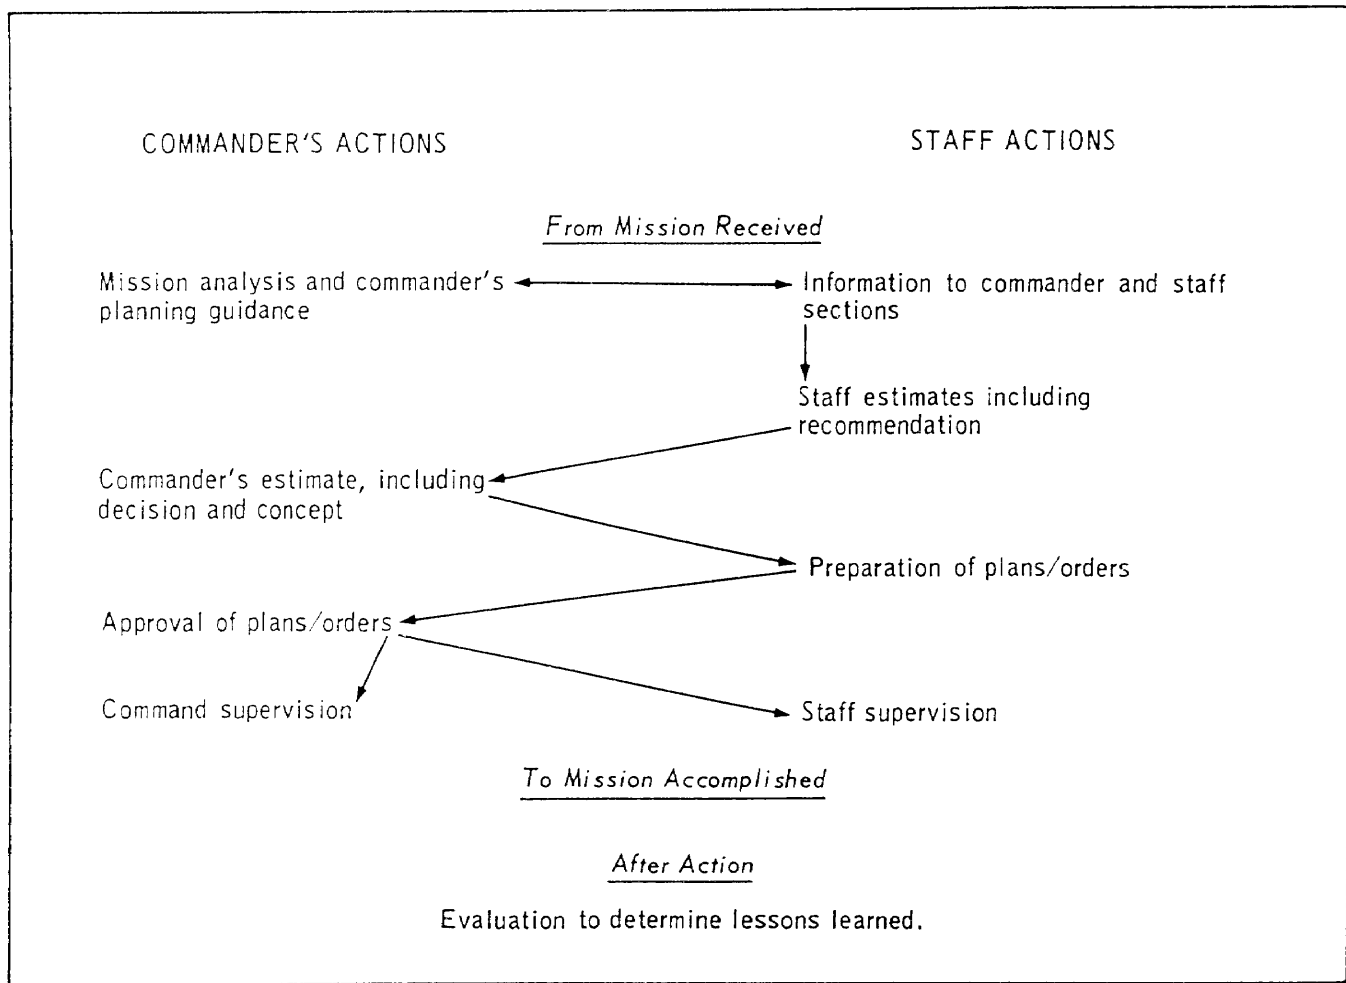 COMMANDER'S ACTIONS
STAFF ACTIONS
From Mission Received
Mission analysis and commander's
planning guidance
Information to commander and staff
sections
Staff estimates including
recommendation
Commander's estimate, including
decision and concept
Preparation of plans/orders
Approval of plans/orders
Command supervision
Staff supervision
To Mission Accomplished
After Action
Evaluation to determine lessons learned.